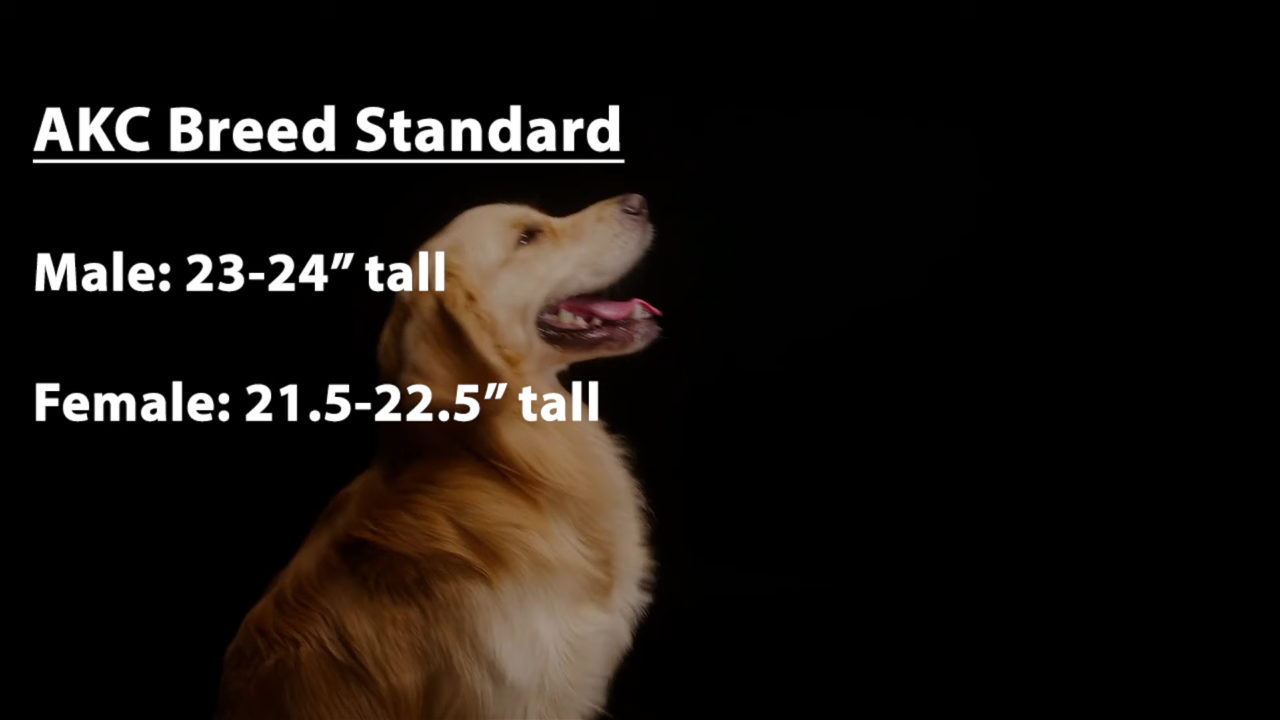 AKC Breed Standard
Male: 23-24” tall
Female: 21.5-22.5” tall